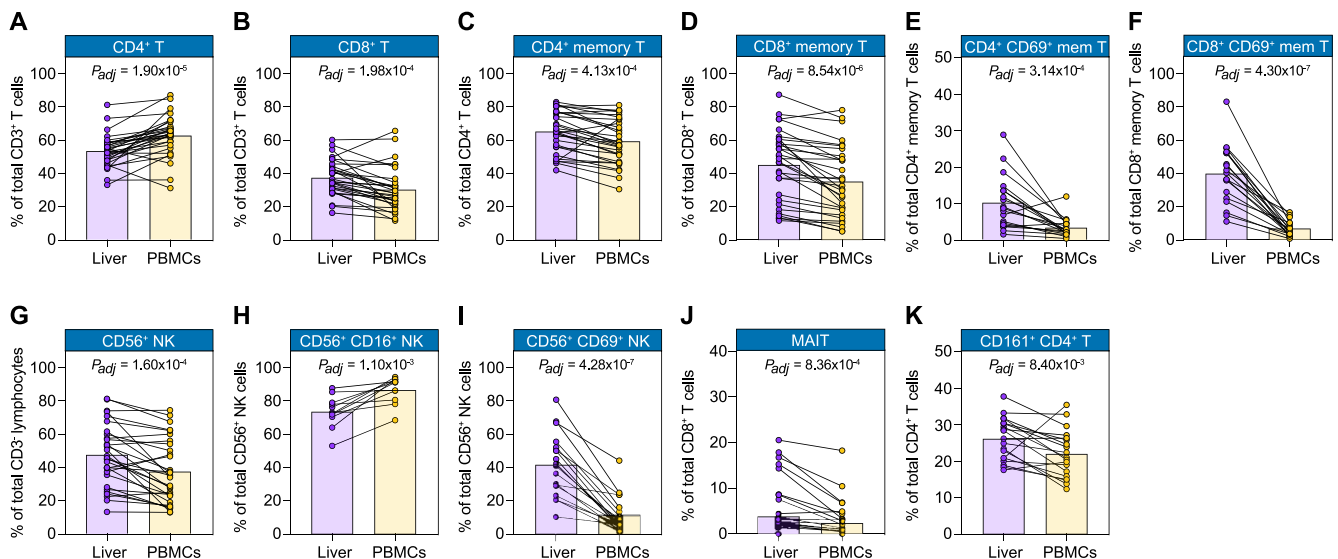 A
CD4⁺ T
P_adj = 1.90x10⁻⁵
% of total CD3⁺ T cells
100
80
60
40
20
0
Liver PBMCs
B
CD8⁺ T
P_adj = 1.98x10⁻⁴
% of total CD3⁺ T cells
100
80
60
40
20
0
Liver PBMCs
C
CD4⁺ memory T
P_adj = 4.13x10⁻⁴
% of total CD4⁺ T cells
100
80
60
40
20
0
Liver PBMCs
D
CD8⁺ memory T
P_adj = 8.54x10⁻⁶
% of total CD8⁺ T cells
100
80
60
40
20
0
Liver PBMCs
E
CD4⁺ CD69⁺ mem T
P_adj = 3.14x10⁻⁴
% of total CD4⁺ memory T cells
50
40
30
20
10
0
Liver PBMCs
F
CD8⁺ CD69⁺ mem T
P_adj = 4.30x10⁻⁷
% of total CD8⁺ memory T cells
100
80
60
40
20
0
Liver PBMCs
G
CD56⁺ NK
P_adj = 1.60x10⁻⁴
% of total CD3⁻ lymphocytes
100
80
60
40
20
0
Liver PBMCs
H
CD56⁺ CD16⁺ NK
P_adj = 1.10x10⁻³
% of total CD56⁺ NK cells
100
80
60
40
20
0
Liver PBMCs
I
CD56⁺ CD69⁺ NK
P_adj = 4.28x10⁻⁷
% of total CD56⁺ NK cells
100
80
60
40
20
0
Liver PBMCs
J
MAIT
P_adj = 8.36x10⁻⁴
% of total CD8⁺ T cells
40
30
20
10
0
Liver PBMCs
K
CD161⁺ CD4⁺ T
P_adj = 8.40x10⁻³
% of total CD4⁺ T cells
50
40
30
20
10
0
Liver PBMCs